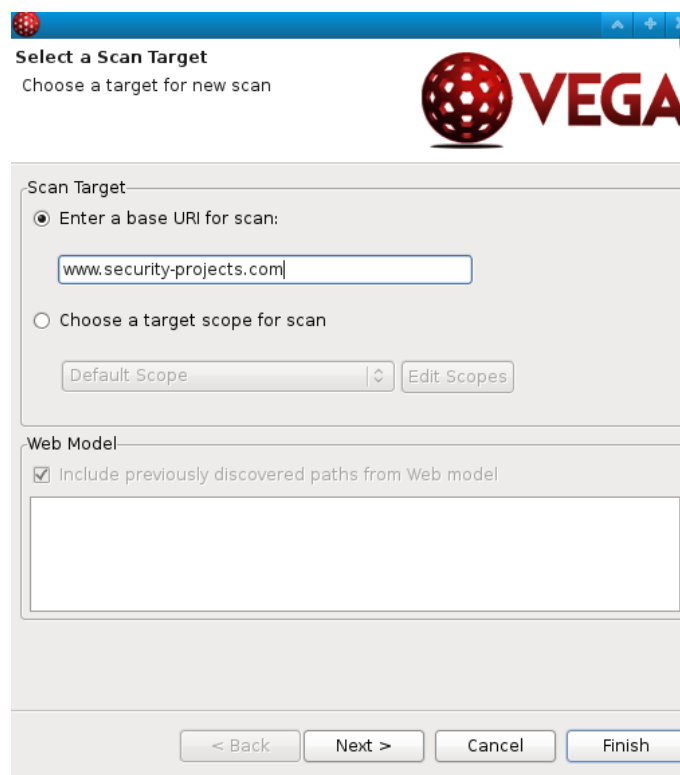 Select a Scan Target
Choose a target for new scan
VEGA
Scan Target
Enter a base URI for scan:
www.security-projects.com
Choose a target scope for scan
Default Scope
Edit Scopes
Web Model
Include previously discovered paths from Web model
< Back
Next >
Cancel
Finish